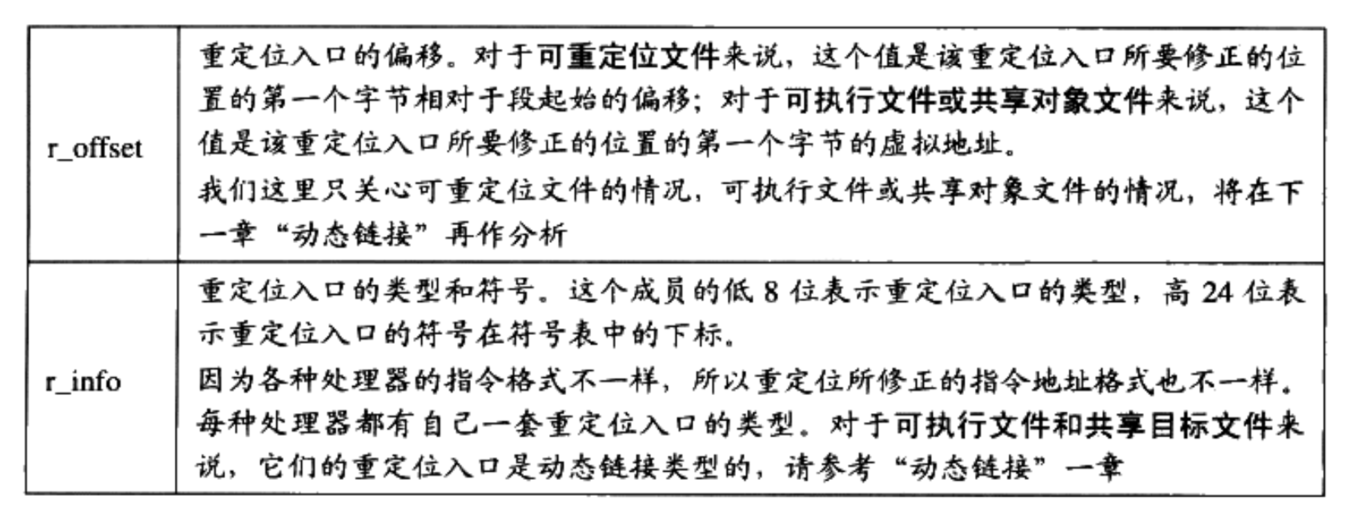 r_offset
重定位入口的偏移。对于可重定位文件来说，这个值是该重定位入口所要修正的位
置的第一个字节相对于段起始的偏移；对于可执行文件或共享对象文件来说，这个
值是该重定位入口所要修正的位置的第一个字节的虚拟地址。
我们这里只关心可重定位文件的情况，可执行文件或共享对象文件的情况，将在下
一章“动态链接”再作分析
r_info
重定位入口的类型和符号。这个成员的低 8 位表示重定位入口的类型，高 24 位表
示重定位入口的符号在符号表中的下标。
因为各种处理器的指令格式不一样，所以重定位所修正的指令地址格式也不一样。
每种处理器都有自己一套重定位入口的类型。对于可执行文件和共享目标文件来
说，它们的重定位入口是动态链接类型的，请参考“动态链接”一章